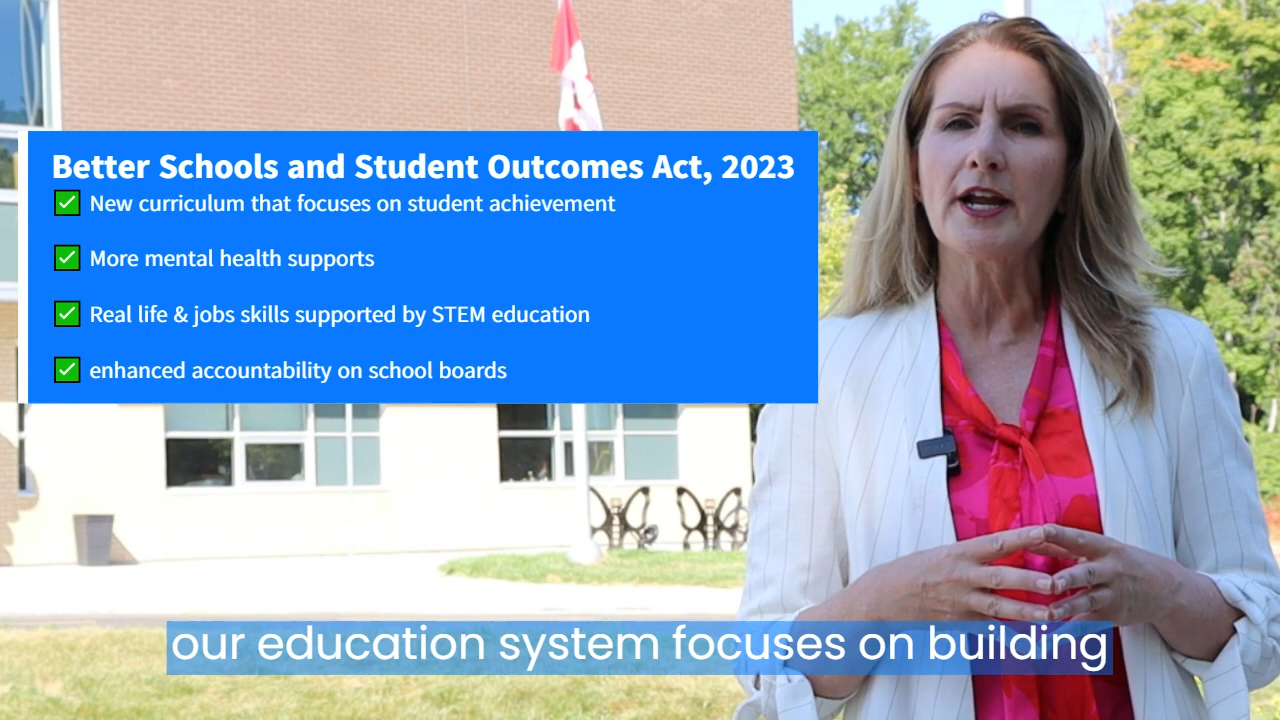 Better Schools and Student Outcomes Act, 2023
New curriculum that focuses on student achievement
More mental health supports
Real life & jobs skills supported by STEM education
enhanced accountability on school boards
our education system focuses on building